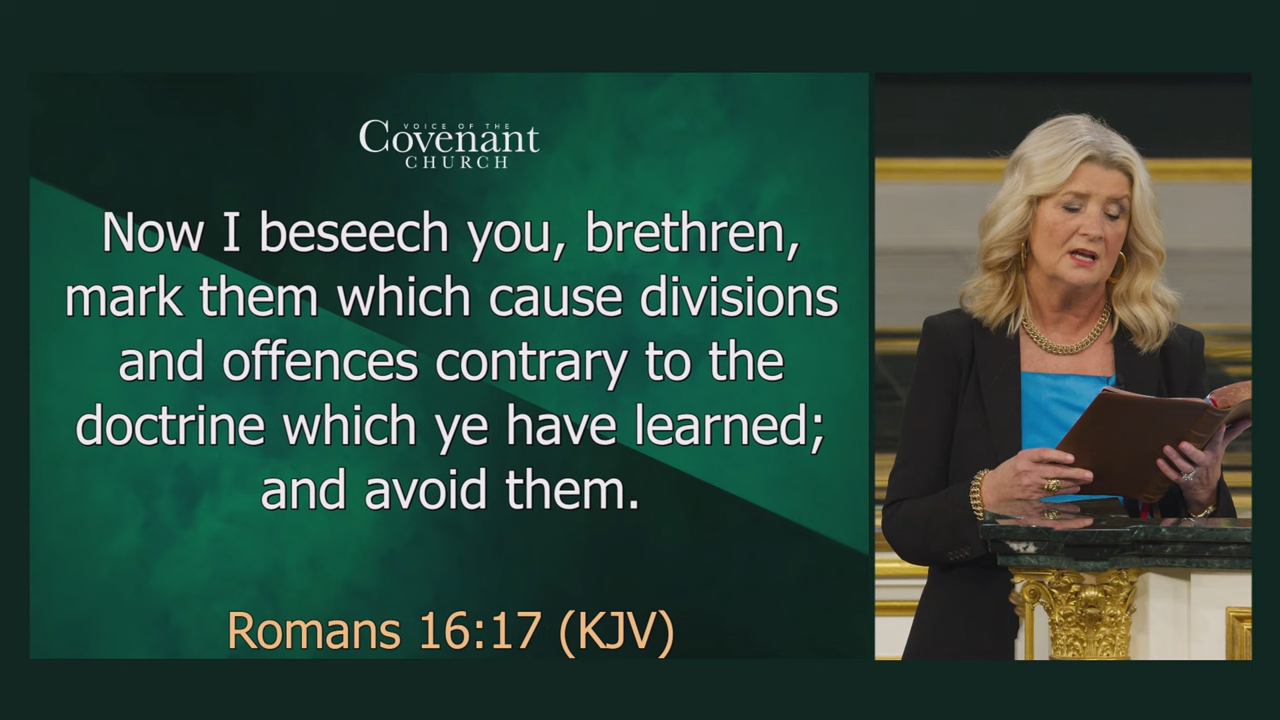 VOICE OF THE
Covenant
CHURCH
Now I beseech you, brethren,
mark them which cause divisions
and offences contrary to the
doctrine which ye have learned;
and avoid them.
Romans 16:17 (KJV)